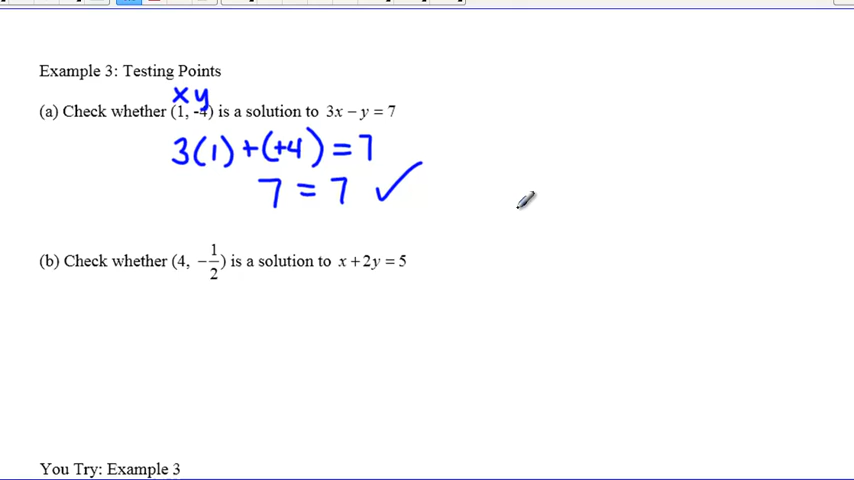 Example 3: Testing Points
x y
(a) Check whether (1, -4) is a solution to 3x − y = 7
3(1) +(+4) = 7
7 = 7 ✓
(b) Check whether (4, −1/2) is a solution to x + 2y = 5
You Try: Example 3